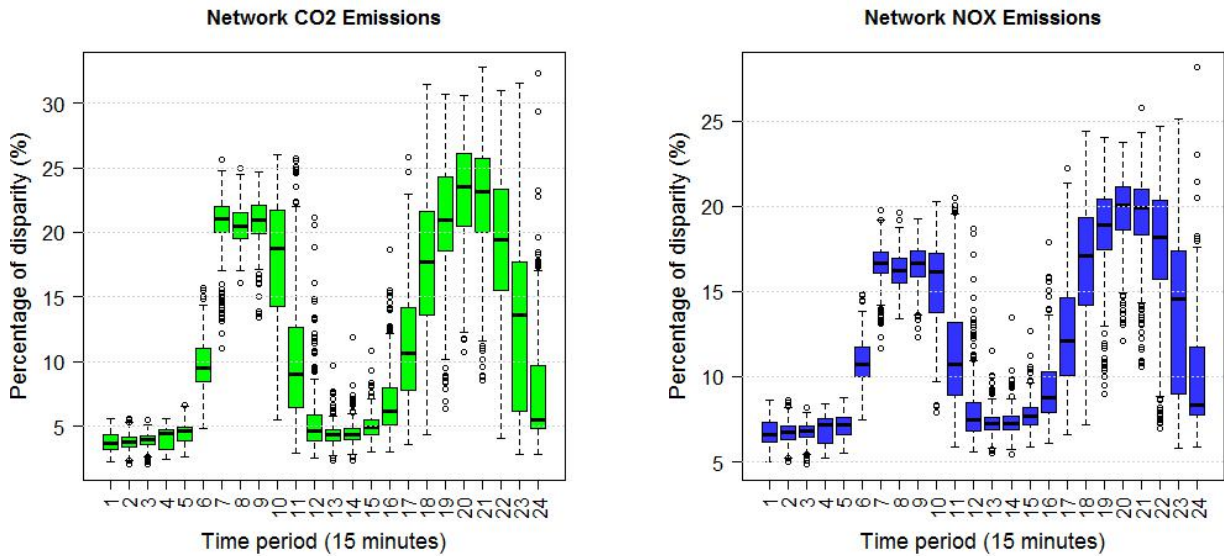 Network CO2 Emissions
Percentage of disparity (%)
30
25
20
15
10
5
1 2 3 4 5 6 7 8 9 10 11 12 13 14 15 16 17 18 19 20 21 22 23 24
Time period (15 minutes)
Network NOX Emissions
Percentage of disparity (%)
25
20
15
10
5
1 2 3 4 5 6 7 8 9 10 11 12 13 14 15 16 17 18 19 20 21 22 23 24
Time period (15 minutes)